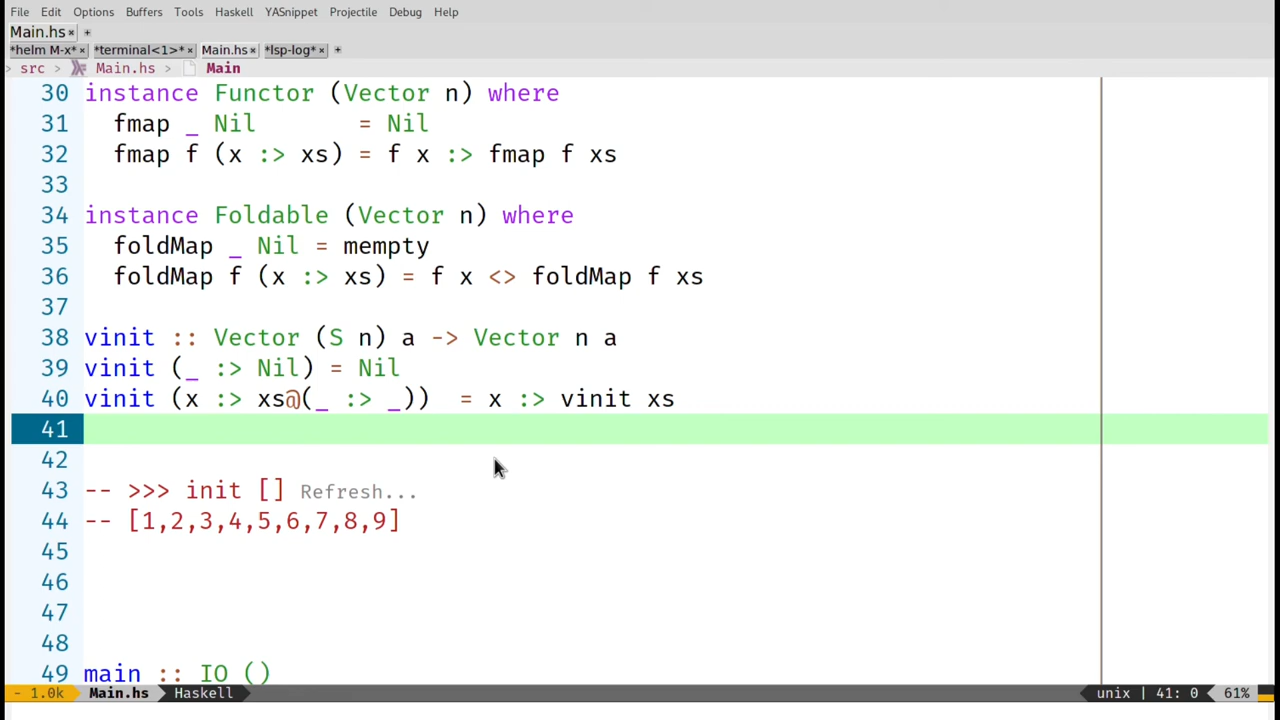 File Edit Options Buffers Tools Haskell YASnippet Projectile Debug Help
Main.hs × +
*helm M-x* × *terminal<1>* × Main.hs × *lsp-log* × +
> src > Main.hs > Main
30 instance Functor (Vector n) where
31   fmap _ Nil       = Nil
32   fmap f (x :> xs) = f x :> fmap f xs
33
34 instance Foldable (Vector n) where
35   foldMap _ Nil = mempty
36   foldMap f (x :> xs) = f x <> foldMap f xs
37
38 vinit :: Vector (S n) a -> Vector n a
39 vinit (_ :> Nil) = Nil
40 vinit (x :> xs@(_ :> _))  = x :> vinit xs
41
42
43 -- >>> init [] Refresh...
44 -- [1,2,3,4,5,6,7,8,9]
45
46
47
48
49 main :: IO ()
- 1.0k Main.hs Haskell unix | 41: 0 61%